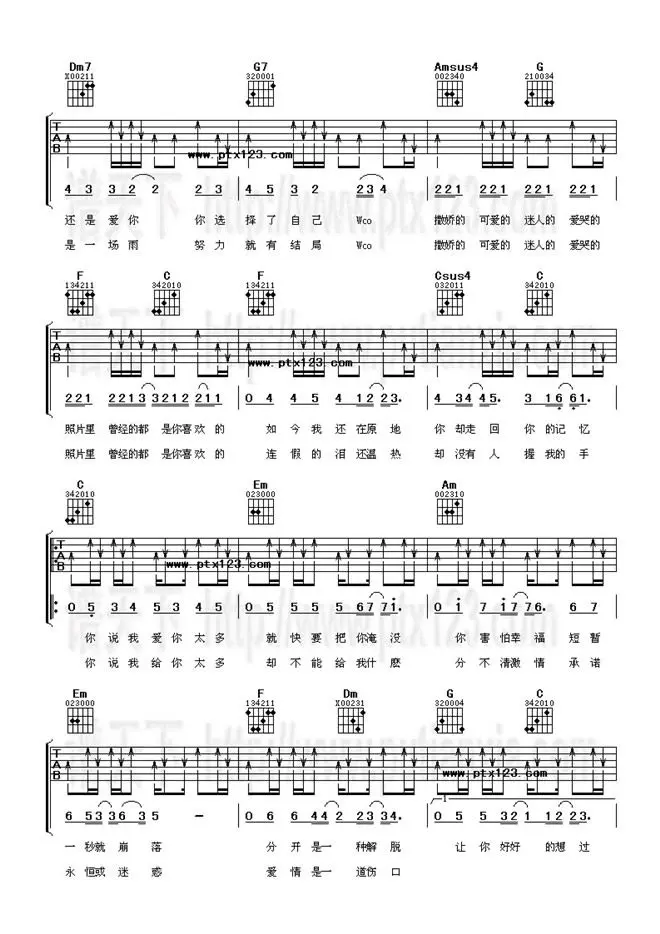 Dm7 G7 Amsus4 G
X00211 320001 002340 210034
T A B
www.ptx123.com
4 3 3 2 2 2 3 4 5 3 2 2 3 4 2 2 1 2 2 1 2 2 1 2 2 1
还是爱你 你选择了自己 Wco 撒娇的 可爱的 迷人的 爱哭的
是一场雨 努力就有结局 Wco 撒娇的 可爱的 迷人的 爱哭的
F C F Csus4 C
134211 342010 134211 032011 342010
T A B
www.ptx123.com
2 2 1 2 2 1 2 1 2 2 1 1 0 4 4 5 4 1 2 2 3. 4 3 4 4 5. 3 1 6 6 1
照片里 曾经的都 是你喜欢的 如今我还在原地 你却走回 你的记忆
照片里 曾经的都 是你喜欢的 连假的泪还温热 却没有人 握我的手
C Em Am
342010 023000 002310
T A B
www.ptx123.com
0 5 3 4 5 3 4 5 0 5 5 5 5 6 7 7 1. 0 1 7 1 7 7 6. 6 7
你说我爱你太多 就快要把你淹没 你害怕幸福短暂
你说我给你太多 却不能给我什麽 分不清激情承诺
Em F Dm G C
023000 134211 X00231 320004 342010
T A B
www.ptx123.com
6 5 3 3 6 3 5 - 0 6 6 4 4 2 2 3 3 4. 0 5 5 3 2 1 1 2 2 3.
一秒就崩落 分开是一种解脱 让你好好的想过
永恒或迷惑 爱情是一道伤口